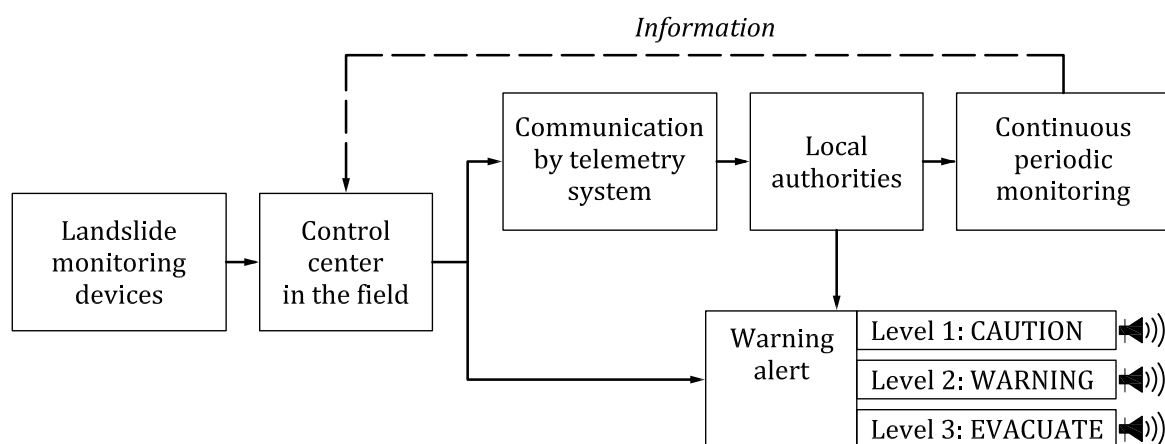 Information
Landslide
monitoring
devices
Control
center
in the field
Communication
by telemetry
system
Local
authorities
Continuous
periodic
monitoring
Warning
alert
Level 1: CAUTION
Level 2: WARNING
Level 3: EVACUATE